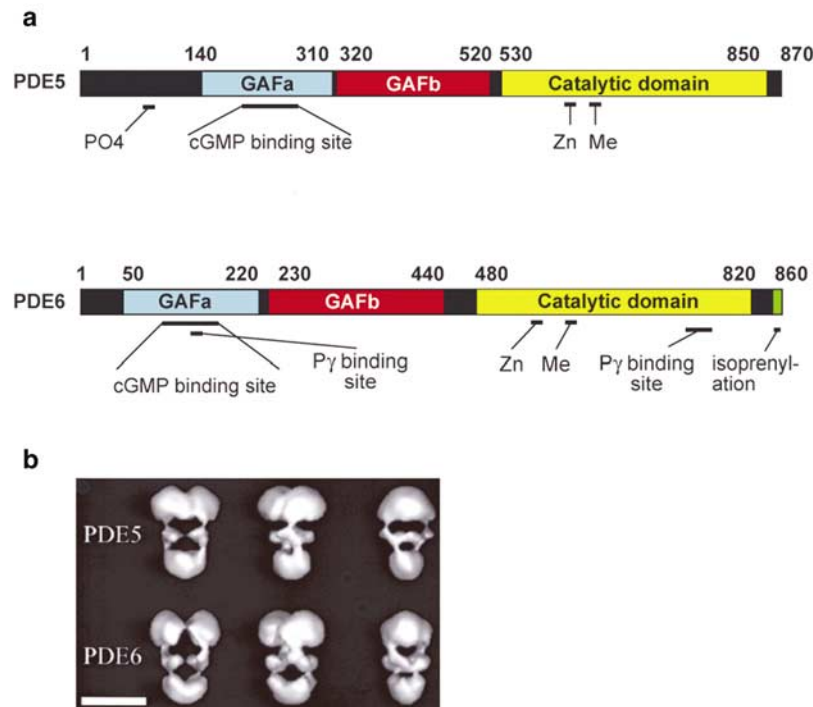 a
1 140 310 320 520 530 850 870
PDE5 GAFa GAFb Catalytic domain
PO4 cGMP binding site Zn Me
1 50 220 230 440 480 820 860
PDE6 GAFa GAFb Catalytic domain
cGMP binding site Pγ binding site Zn Me Pγ binding site isoprenyl-
ation
b
PDE5
PDE6